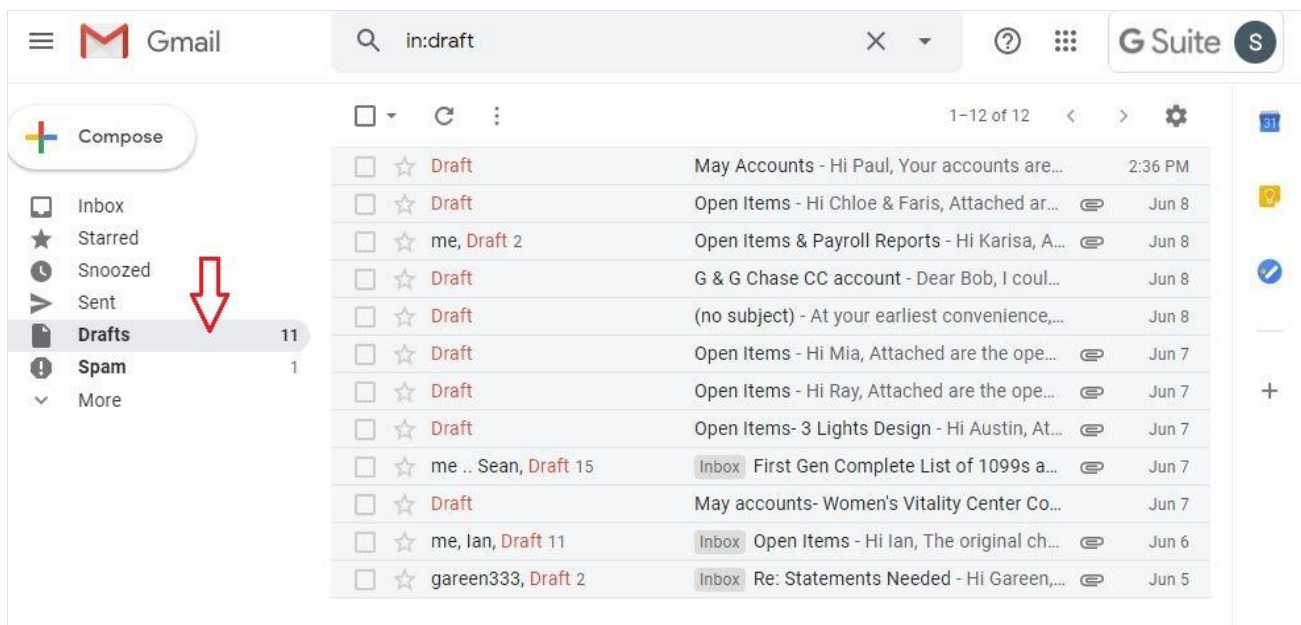 Gmail
in:draft
G Suite S
Compose
1–12 of 12
31
Inbox
Starred
Snoozed
Sent
Drafts 11
Spam 1
More
Draft May Accounts - Hi Paul, Your accounts are... 2:36 PM
Draft Open Items - Hi Chloe & Faris, Attached ar... Jun 8
me, Draft 2 Open Items & Payroll Reports - Hi Karisa, A... Jun 8
Draft G & G Chase CC account - Dear Bob, I coul... Jun 8
Draft (no subject) - At your earliest convenience,... Jun 8
Draft Open Items - Hi Mia, Attached are the ope... Jun 7
Draft Open Items - Hi Ray, Attached are the ope... Jun 7
Draft Open Items- 3 Lights Design - Hi Austin, At... Jun 7
me .. Sean, Draft 15 Inbox First Gen Complete List of 1099s a... Jun 7
Draft May accounts- Women's Vitality Center Co... Jun 7
me, Ian, Draft 11 Inbox Open Items - Hi Ian, The original ch... Jun 6
gareen333, Draft 2 Inbox Re: Statements Needed - Hi Gareen,... Jun 5